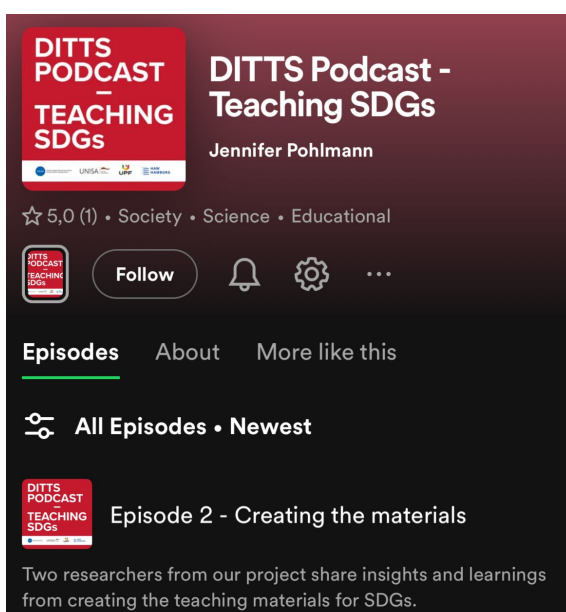 DITTS
PODCAST
–
TEACHING
SDGs
UNISA
UPF
HAW
HAMBURG
DITTS Podcast -
Teaching SDGs
Jennifer Pohlmann
5,0 (1) • Society • Science • Educational
DITTS
PODCAST
TEACHING
SDGs
Follow
Episodes About More like this
All Episodes • Newest
DITTS
PODCAST
–
TEACHING
SDGs
Episode 2 - Creating the materials
Two researchers from our project share insights and learnings
from creating the teaching materials for SDGs.